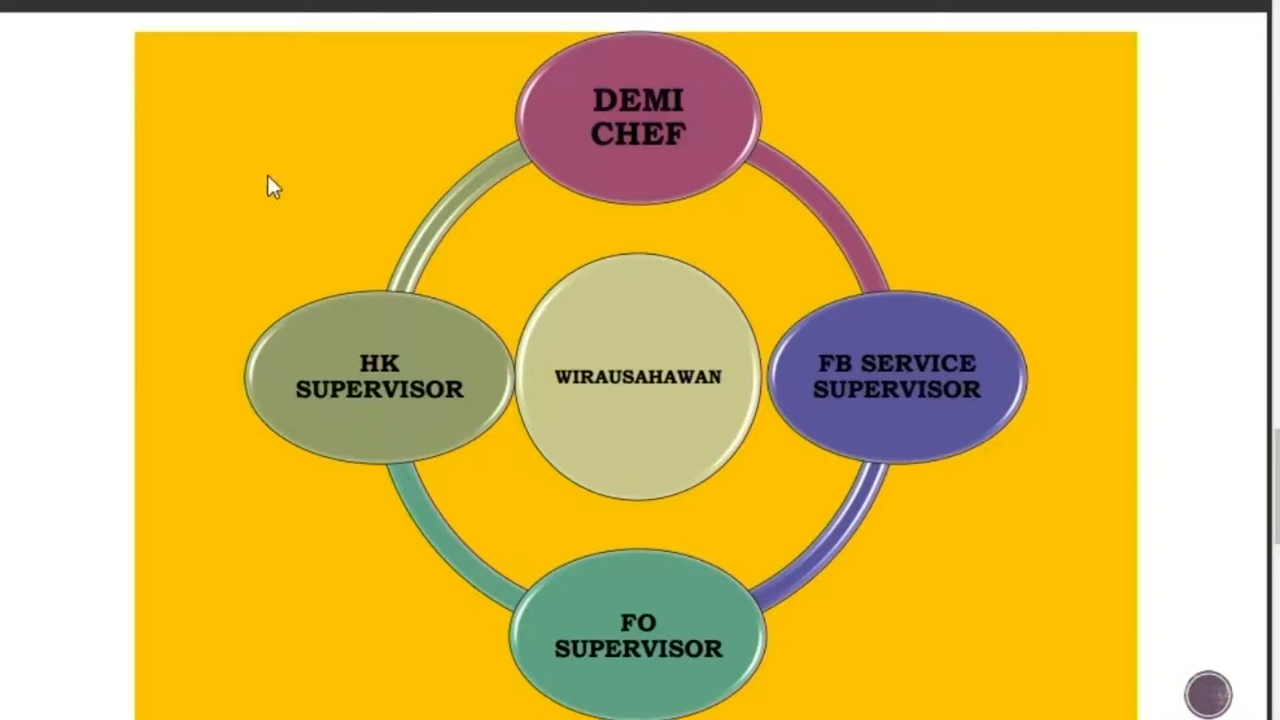 DEMI
CHEF
HK
SUPERVISOR
WIRAUSAHAWAN
FB SERVICE
SUPERVISOR
FO
SUPERVISOR